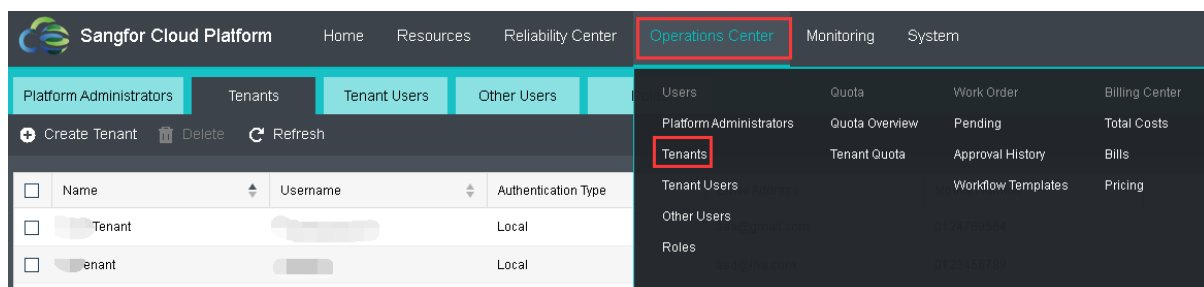 Sangfor Cloud Platform Home Resources Reliability Center Operations Center Monitoring System
Platform Administrators Tenants Tenant Users Other Users
Create Tenant Delete Refresh
Name Username Authentication Type
Tenant Local
enant Local
Users Quota Work Order Billing Center
Platform Administrators Quota Overview Pending Total Costs
Tenants Tenant Quota Approval History Bills
Tenant Users Workflow Templates Pricing
Other Users
Roles